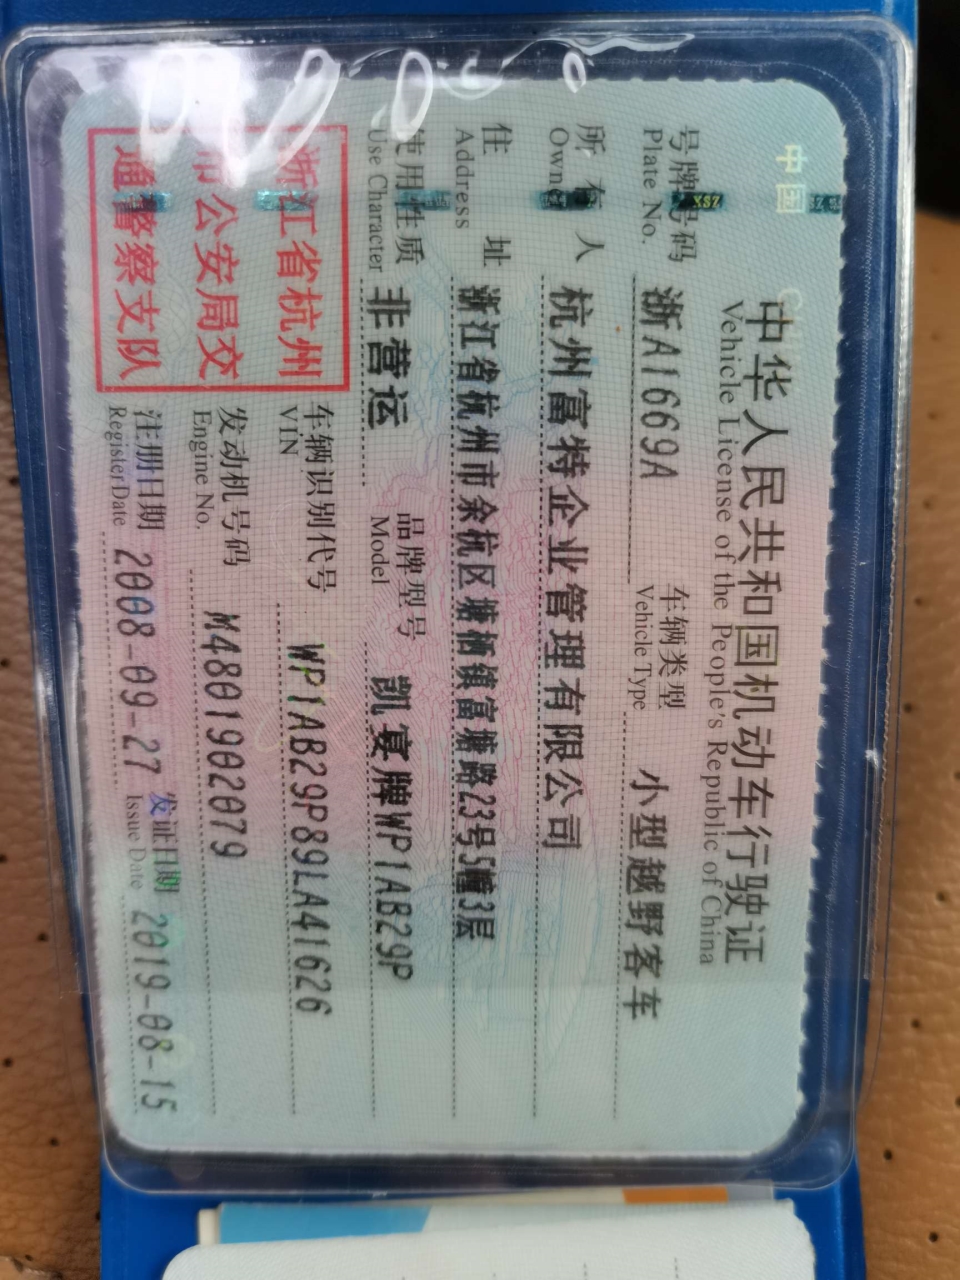 中国
中华人民共和国机动车行驶证
Vehicle License of the People's Republic of China
号牌号码 浙A1669A 车辆类型 小型越野客车
Plate No. Vehicle Type
所有人 杭州富特企业管理有限公司
Owner
住址 浙江省杭州市余杭区塘栖镇富塘路23号5幢3层
Address
使用性质 非营运 品牌型号 凯宴牌WP1AB29P
Use Character Model
浙江省杭州
市公安局交
通警察支队
车辆识别代号 WP1AB29P89LA41626
VIN
发动机号码 M4801902079
Engine No.
注册日期 2008-09-27 发证日期 2019-08-15
Register Date Issue Date